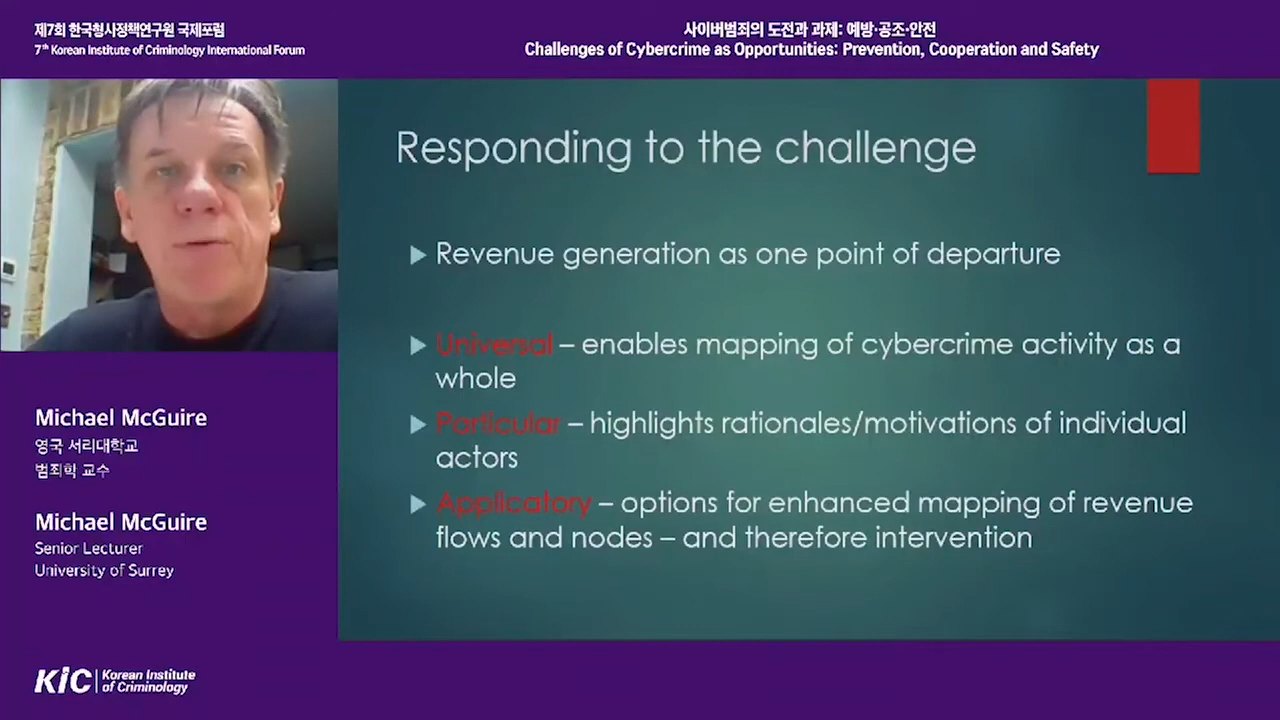 제7회 한국형사정책연구원 국제포럼
7th Korean Institute of Criminology International Forum
사이버범죄의 도전과 과제: 예방·공조·안전
Challenges of Cybercrime as Opportunities: Prevention, Cooperation and Safety
Responding to the challenge
Revenue generation as one point of departure
Universal – enables mapping of cybercrime activity as a
whole
Particular – highlights rationales/motivations of individual
actors
Applicatory – options for enhanced mapping of revenue
flows and nodes – and therefore intervention
Michael McGuire
영국 서리대학교
범죄학 교수
Michael McGuire
Senior Lecturer
University of Surrey
KIC Korean Institute
of Criminology